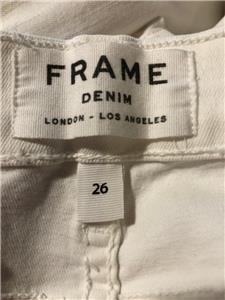 FRAME
DENIM
LONDON - LOS ANGELES
26